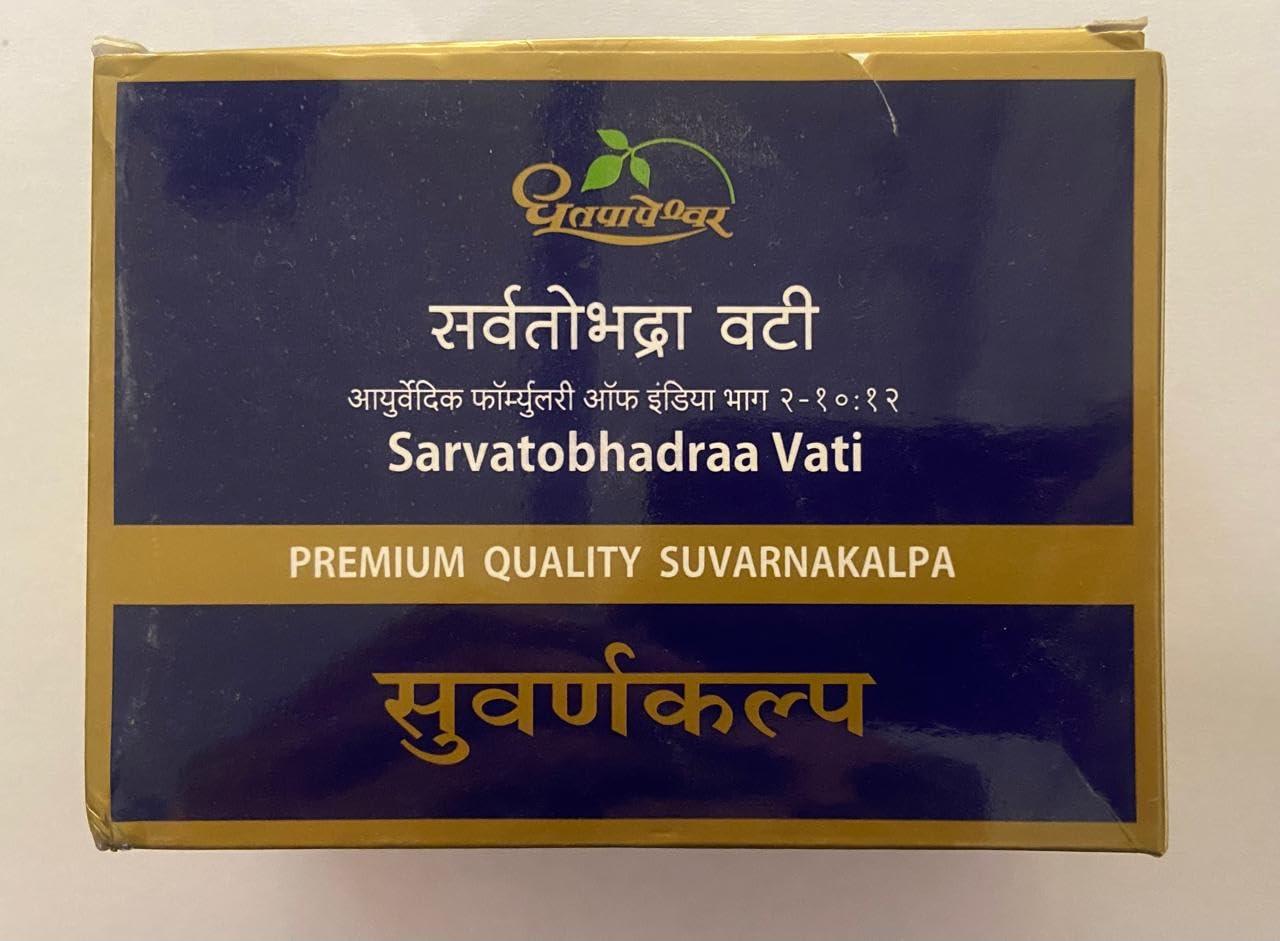 धूतपापेश्वर
सर्वतोभद्रा वटी
आयुर्वेदिक फॉर्म्युलरी ऑफ इंडिया भाग २-१०:१२
Sarvatobhadraa Vati
PREMIUM QUALITY SUVARNAKALPA
सुवर्णकल्प